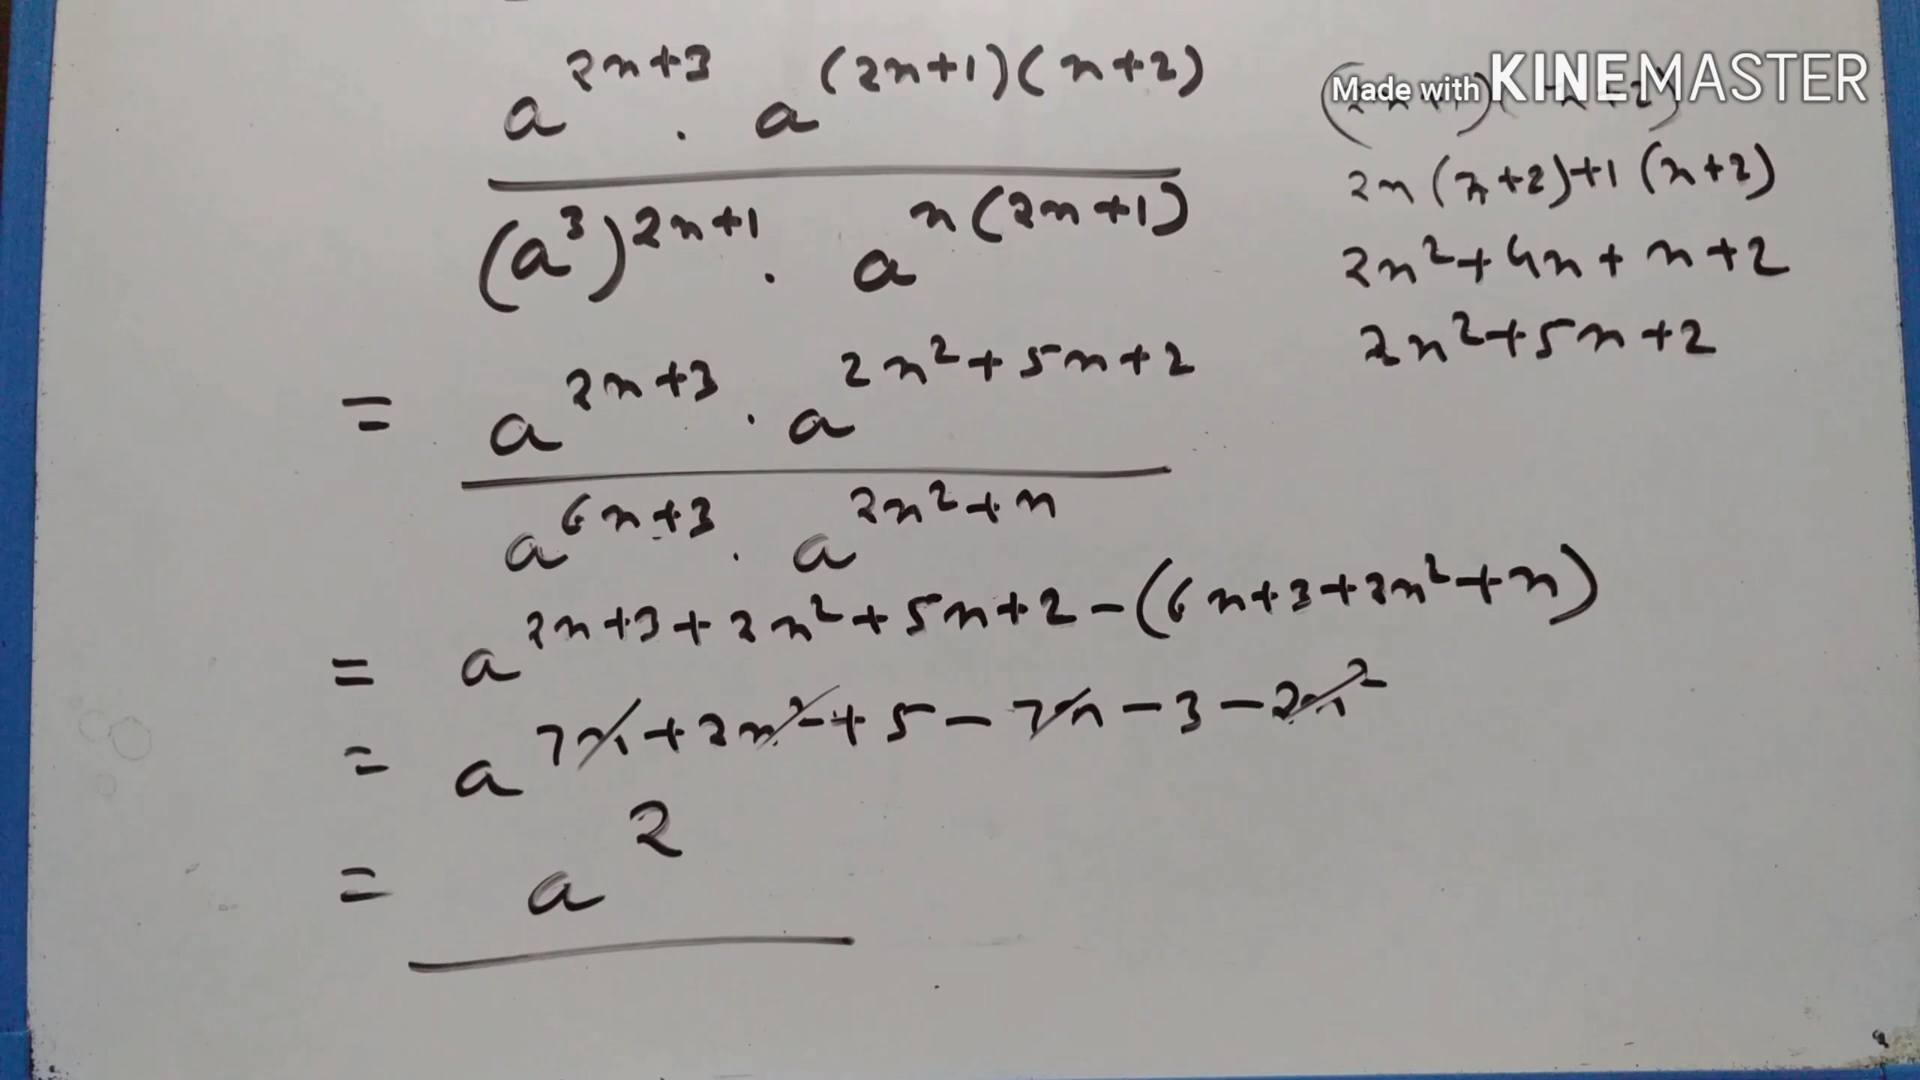 a^{2n+3} . a^{(2n+1)(n+2)}
(a^3)^{2n+1} . a^{n(2n+1)}
= a^{2n+3} . a^{2n^2+5n+2}
a^{6n+3} . a^{2n^2+n}
= a^{2n+3+2n^2+5n+2-(6n+3+2n^2+n)}
= a^{7n+2n^2+5-7n-3-2n^2}
= a^2
Made with KINEMASTER
2n(n+2)+1(n+2)
2n^2+4n+n+2
2n^2+5n+2